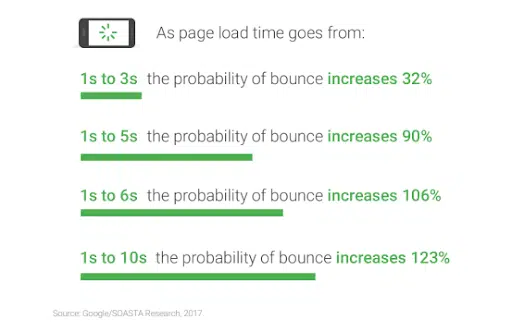 As page load time goes from:
1s to 3s the probability of bounce increases 32%
1s to 5s the probability of bounce increases 90%
1s to 6s the probability of bounce increases 106%
1s to 10s the probability of bounce increases 123%
Source: Google/SOASTA Research, 2017